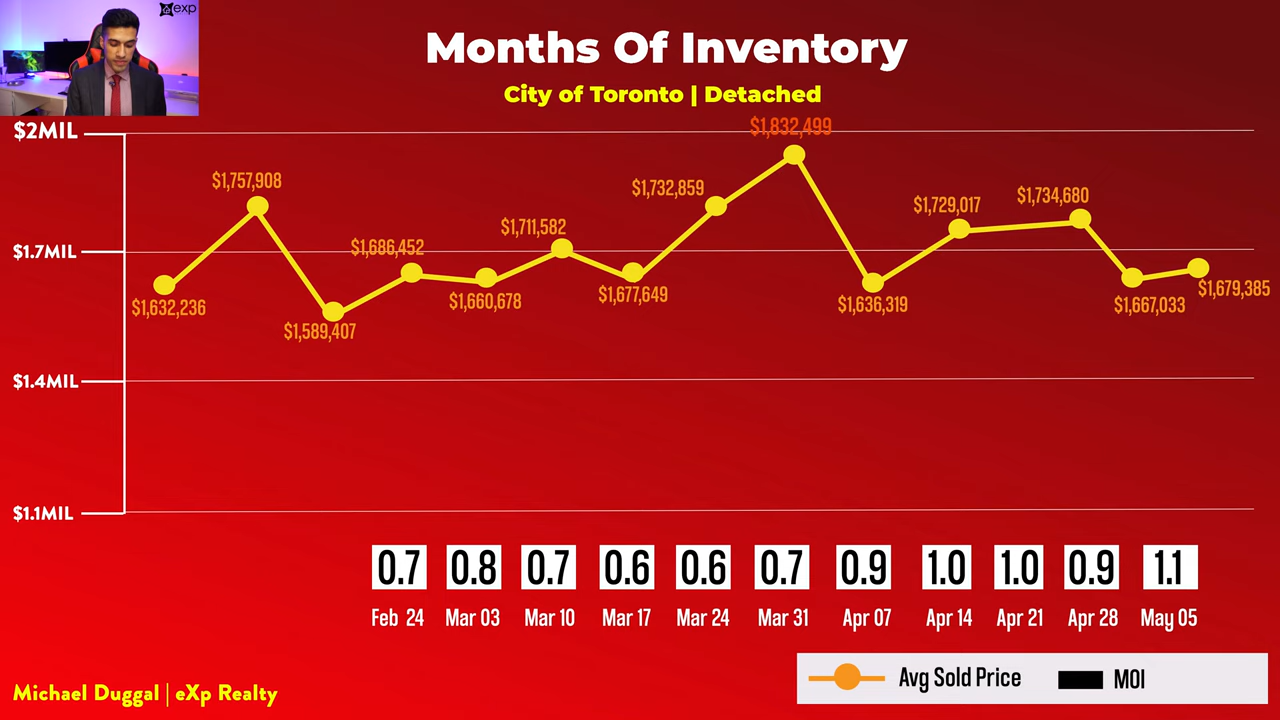 exp
Months Of Inventory
City of Toronto | Detached
$2MIL
$1.7MIL
$1.4MIL
$1.1MIL
$1,632,236
$1,757,908
$1,589,407
$1,686,452
$1,660,678
$1,711,582
$1,677,649
$1,732,859
$1,832,499
$1,636,319
$1,729,017
$1,734,680
$1,667,033
$1,679,385
0.7 0.8 0.7 0.6 0.6 0.7 0.9 1.0 1.0 0.9 1.1
Feb 24 Mar 03 Mar 10 Mar 17 Mar 24 Mar 31 Apr 07 Apr 14 Apr 21 Apr 28 May 05
Avg Sold Price MOI
Michael Duggal | eXp Realty